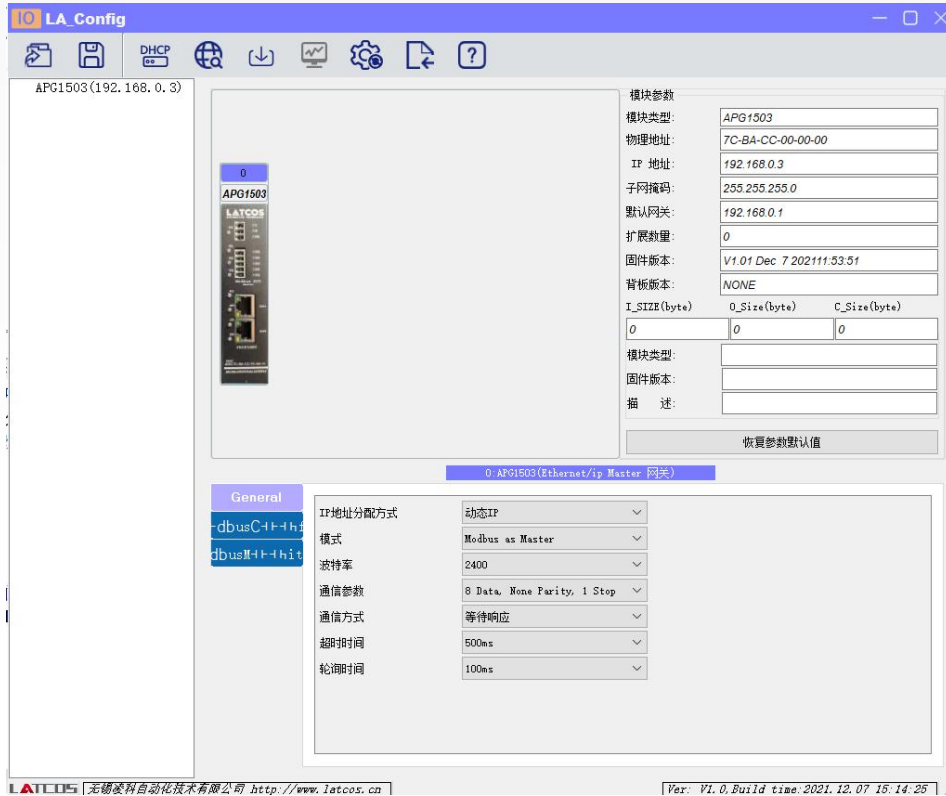 IO LA_Config
DHCP
APG1503(192.168.0.3)
0
APG1503
LATCOS
模块参数
模块类型: APG1503
物理地址: 7C-BA-CC-00-00-00
IP 地址: 192.168.0.3
子网掩码: 255.255.255.0
默认网关: 192.168.0.1
扩展数量: 0
固件版本: V1.01 Dec 7 202111:53:51
背板版本: NONE
I_SIZE(byte) O_Size(byte) C_Size(byte)
0 0 0
模块类型:
固件版本:
描 述:
恢复参数默认值
0:APG1503(Ethernet/ip Master 网关)
General
IP地址分配方式 动态IP
模式 Modbus as Master
波特率 2400
通信参数 8 Data, None Parity, 1 Stop
通信方式 等待响应
超时时间 500ms
轮询时间 100ms
LATCOS 无锡凌科自动化技术有限公司 http://www.latcos.cn
Ver: V1.0,Build time:2021.12.07 15:14:25